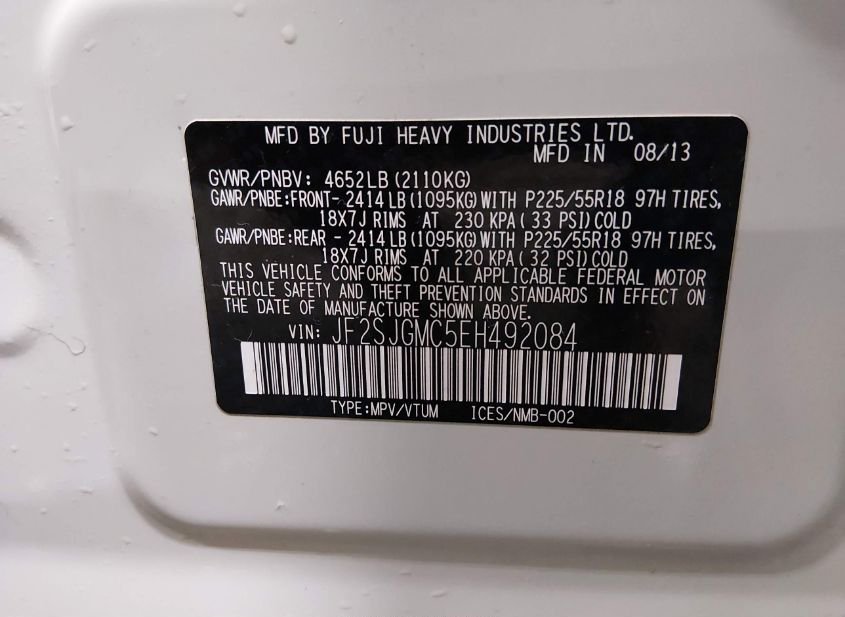 MFD BY FUJI HEAVY INDUSTRIES LTD.
MFD IN 08/13
GVWR/PNBV: 4652LB (2110KG)
GAWR/PNBE:FRONT- 2414 LB (1095KG) WITH P225/55R18 97H TIRES,
18X7J RIMS AT 230 KPA ( 33 PSI) COLD
GAWR/PNBE:REAR - 2414 LB (1095KG) WITH P225/55R18 97H TIRES,
18X7J RIMS AT 220 KPA ( 32 PSI) COLD
THIS VEHICLE CONFORMS TO ALL APPLICABLE FEDERAL MOTOR
VEHICLE SAFETY AND THEFT PREVENTION STANDARDS IN EFFECT ON
THE DATE OF MANUFACTURE SHOWN ABOVE.
VIN: JF2SJGMC5EH492084
TYPE:MPV/VTUM ICES/NMB-002